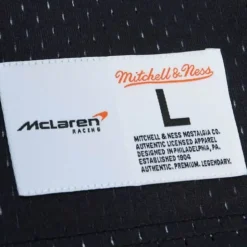 McLaren
RACING
Mitchell & Ness
L
MITCHELL & NESS NOSTALGIA CO.
AUTHENTIC LICENSED APPAREL
DESIGNED IN PHILADELPHIA, PA.
ESTABLISHED 1904
AUTHENTIC. PREMIUM. LEGENDARY.